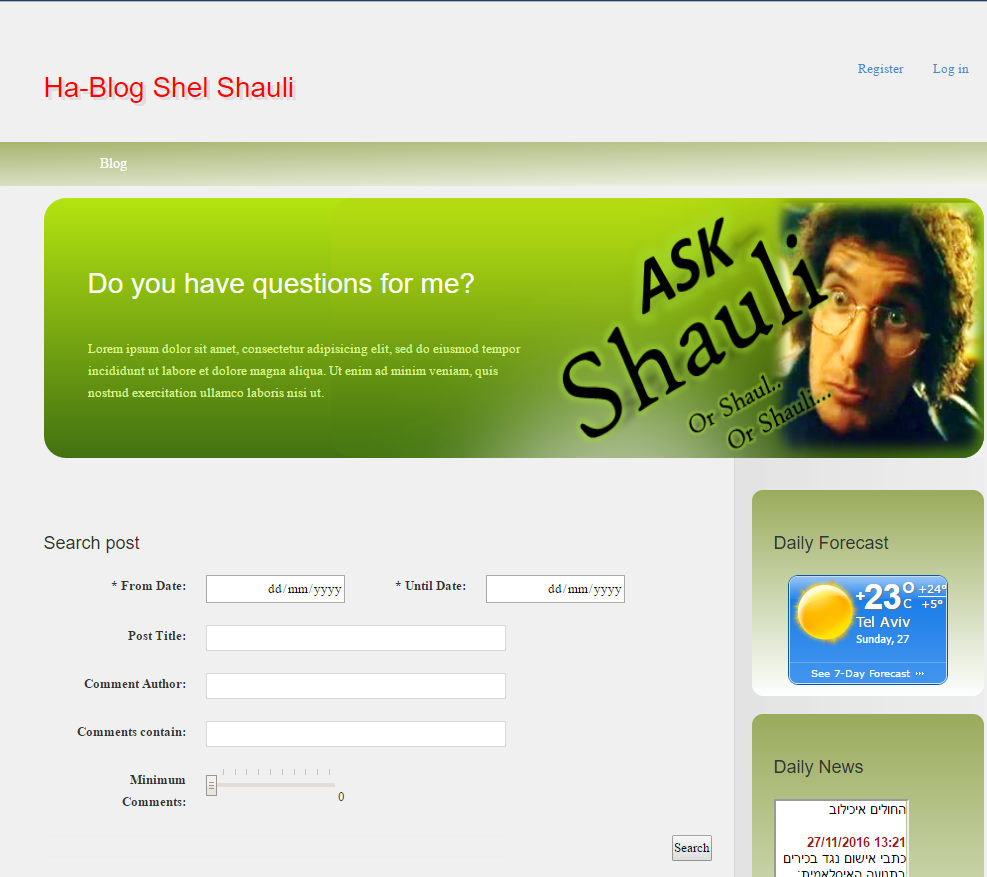 Ha-Blog Shel Shauli
Register
Log in
Blog
Do you have questions for me?
Lorem ipsum dolor sit amet, consectetur adipisicing elit, sed do eiusmod tempor
incididunt ut labore et dolore magna aliqua. Ut enim ad minim veniam, quis
nostrud exercitation ullamco laboris nisi ut.
ASK
Shauli
Or Shaul..
Or Shauli...
Search post
* From Date:
dd/mm/yyyy
* Until Date:
dd/mm/yyyy
Post Title:
Comment Author:
Comments contain:
Minimum
Comments:
0
Search
Daily Forecast
+23°C
+24°
+5°
Tel Aviv
Sunday, 27
See 7-Day Forecast ···
Daily News
החולים איכילוב
27/11/2016 13:21
כתבי אישום נגד בכירים
בתנועה האיסלאמית: